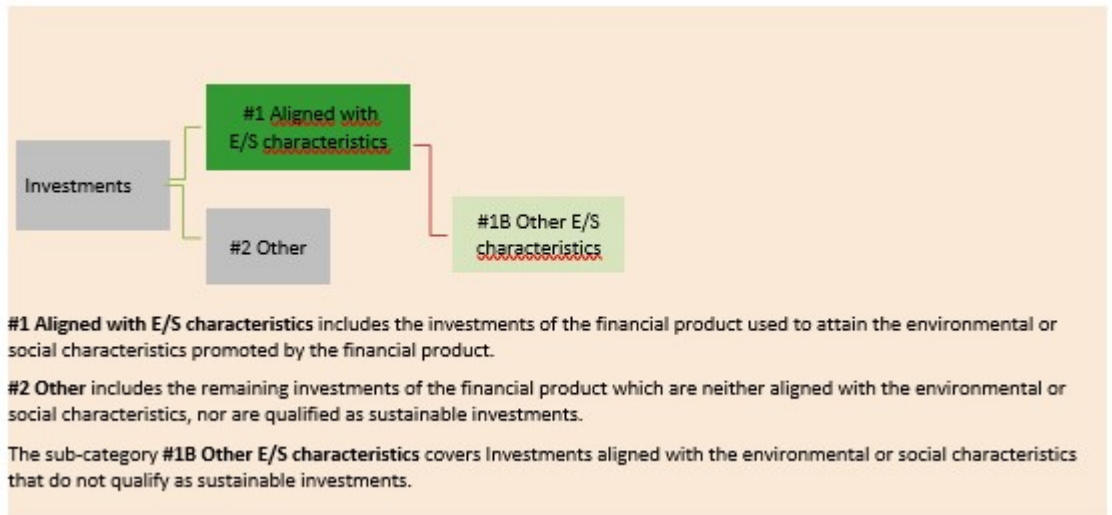 #1 Aligned with
E/S characteristics
Investments
#2 Other
#1B Other E/S
characteristics
#1 Aligned with E/S characteristics includes the investments of the financial product used to attain the environmental or
social characteristics promoted by the financial product.
#2 Other includes the remaining investments of the financial product which are neither aligned with the environmental or
social characteristics, nor are qualified as sustainable investments.
The sub-category #1B Other E/S characteristics covers Investments aligned with the environmental or social characteristics
that do not qualify as sustainable investments.